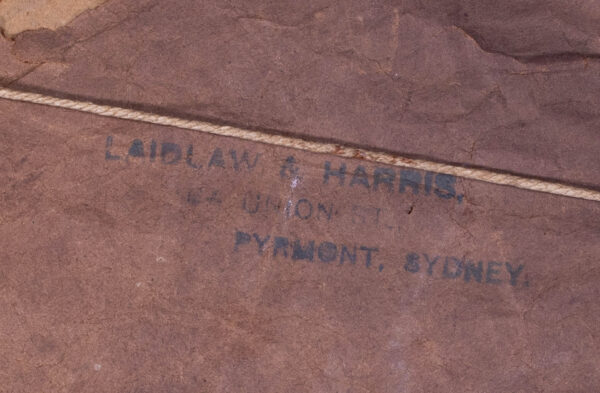 LAIDLAW & HARRIS,
UNION ST.,
PYRMONT, SYDNEY.